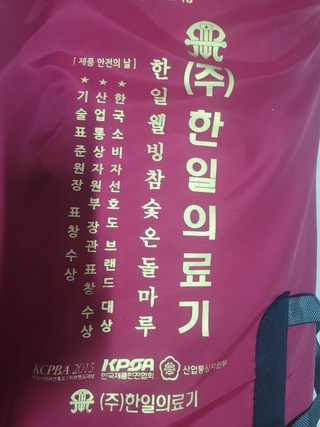 (주) 한일의료기
한일웰빙참숯온돌마루
[ 제품 안전의 날 ]
★ 한국소비자선호도 브랜드 대상
★ 산업통상자원부 장관 표창 수상
★ 기술표준원장 표창 수상
KCPBA 2015
KPSA
한국제품안전협회
산업통상자원부
(주)한일의료기